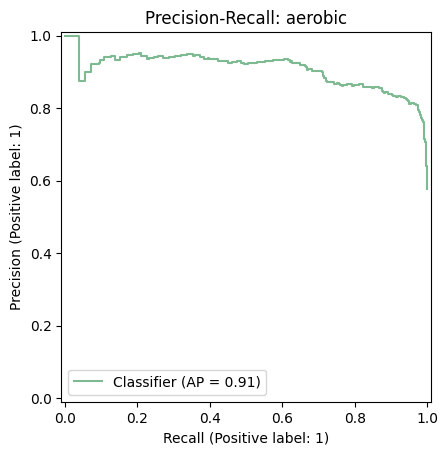 Precision-Recall: aerobic
Precision (Positive label: 1)
1.0
0.8
0.6
0.4
0.2
0.0
Classifier (AP = 0.91)
0.0 0.2 0.4 0.6 0.8 1.0
Recall (Positive label: 1)